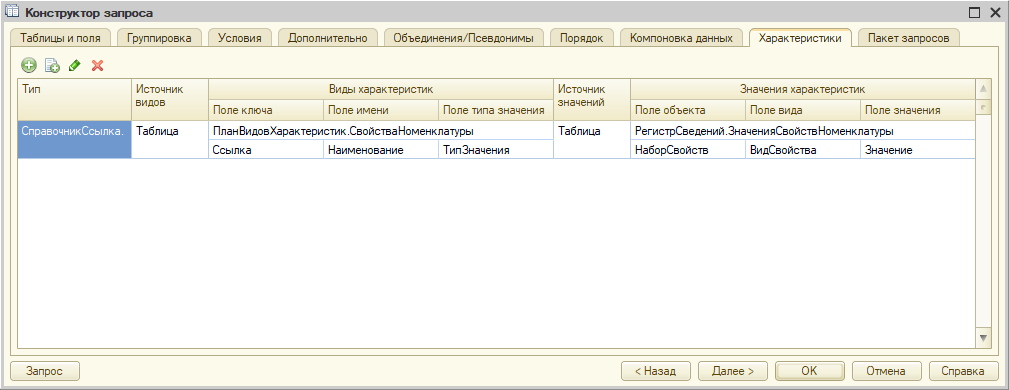 Конструктор запроса
Таблицы и поля Группировка Условия Дополнительно Объединения/Псевдонимы Порядок Компоновка данных Характеристики Пакет запросов
Тип Источник видов Виды характеристик Источник значений Значения характеристик
Поле ключа Поле имени Поле типа значения Поле объекта Поле вида Поле значения
СправочникСсылка. Таблица ПланВидовХарактеристик.СвойстваНоменклатуры Таблица РегистрСведений.ЗначенияСвойствНоменклатуры
Ссылка Наименование ТипЗначения НаборСвойств ВидСвойства Значение
Запрос < Назад Далее > OK Отмена Справка